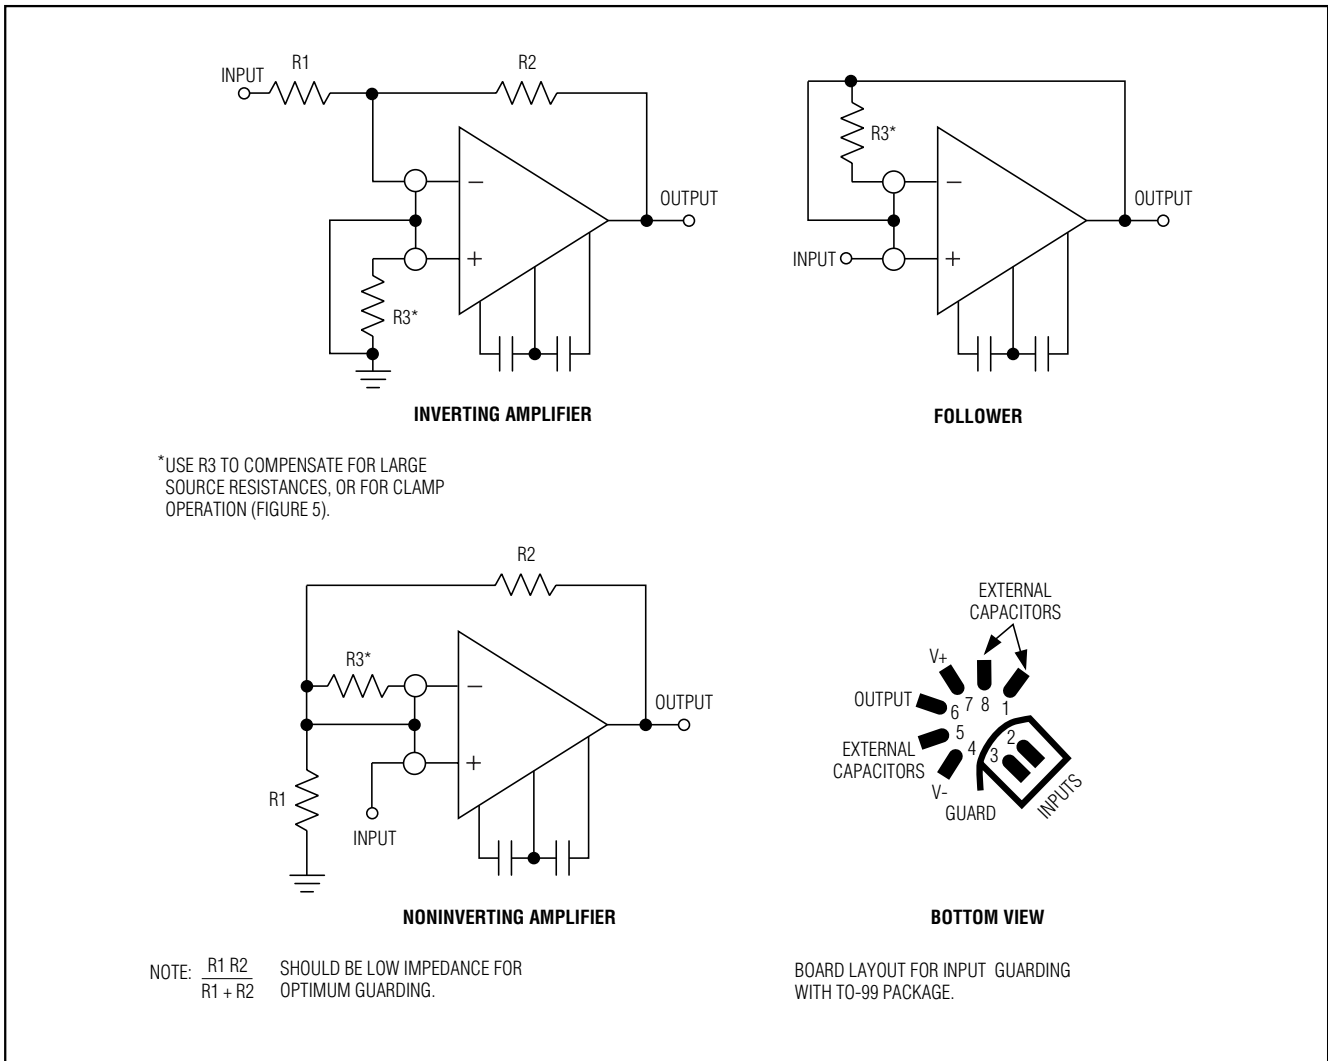 INPUT
R1
R2
−
+
R3*
OUTPUT
INVERTING AMPLIFIER
R3*
−
+
INPUT
OUTPUT
FOLLOWER
*USE R3 TO COMPENSATE FOR LARGE
SOURCE RESISTANCES, OR FOR CLAMP
OPERATION (FIGURE 5).
R2
R3*
−
+
R1
INPUT
OUTPUT
NONINVERTING AMPLIFIER
NOTE: R1 R2
R1 + R2
SHOULD BE LOW IMPEDANCE FOR
OPTIMUM GUARDING.
EXTERNAL
CAPACITORS
V+
OUTPUT
7 8 1
6
5
4
3
2
EXTERNAL
CAPACITORS
V-
GUARD
INPUTS
BOTTOM VIEW
BOARD LAYOUT FOR INPUT GUARDING
WITH TO-99 PACKAGE.